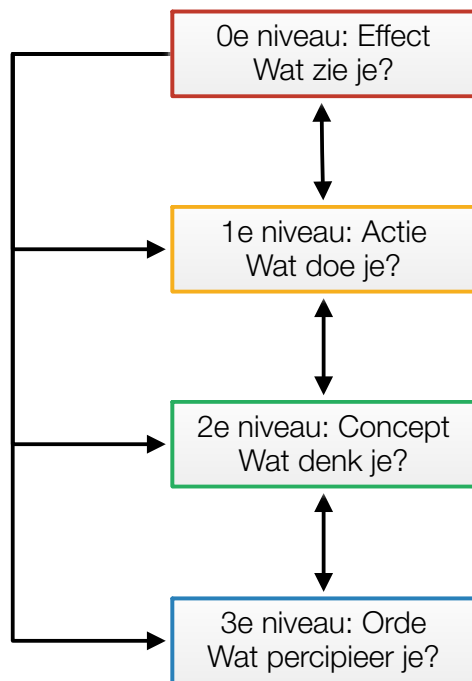 0e niveau: Effect
Wat zie je?
1e niveau: Actie
Wat doe je?
2e niveau: Concept
Wat denk je?
3e niveau: Orde
Wat percipieer je?